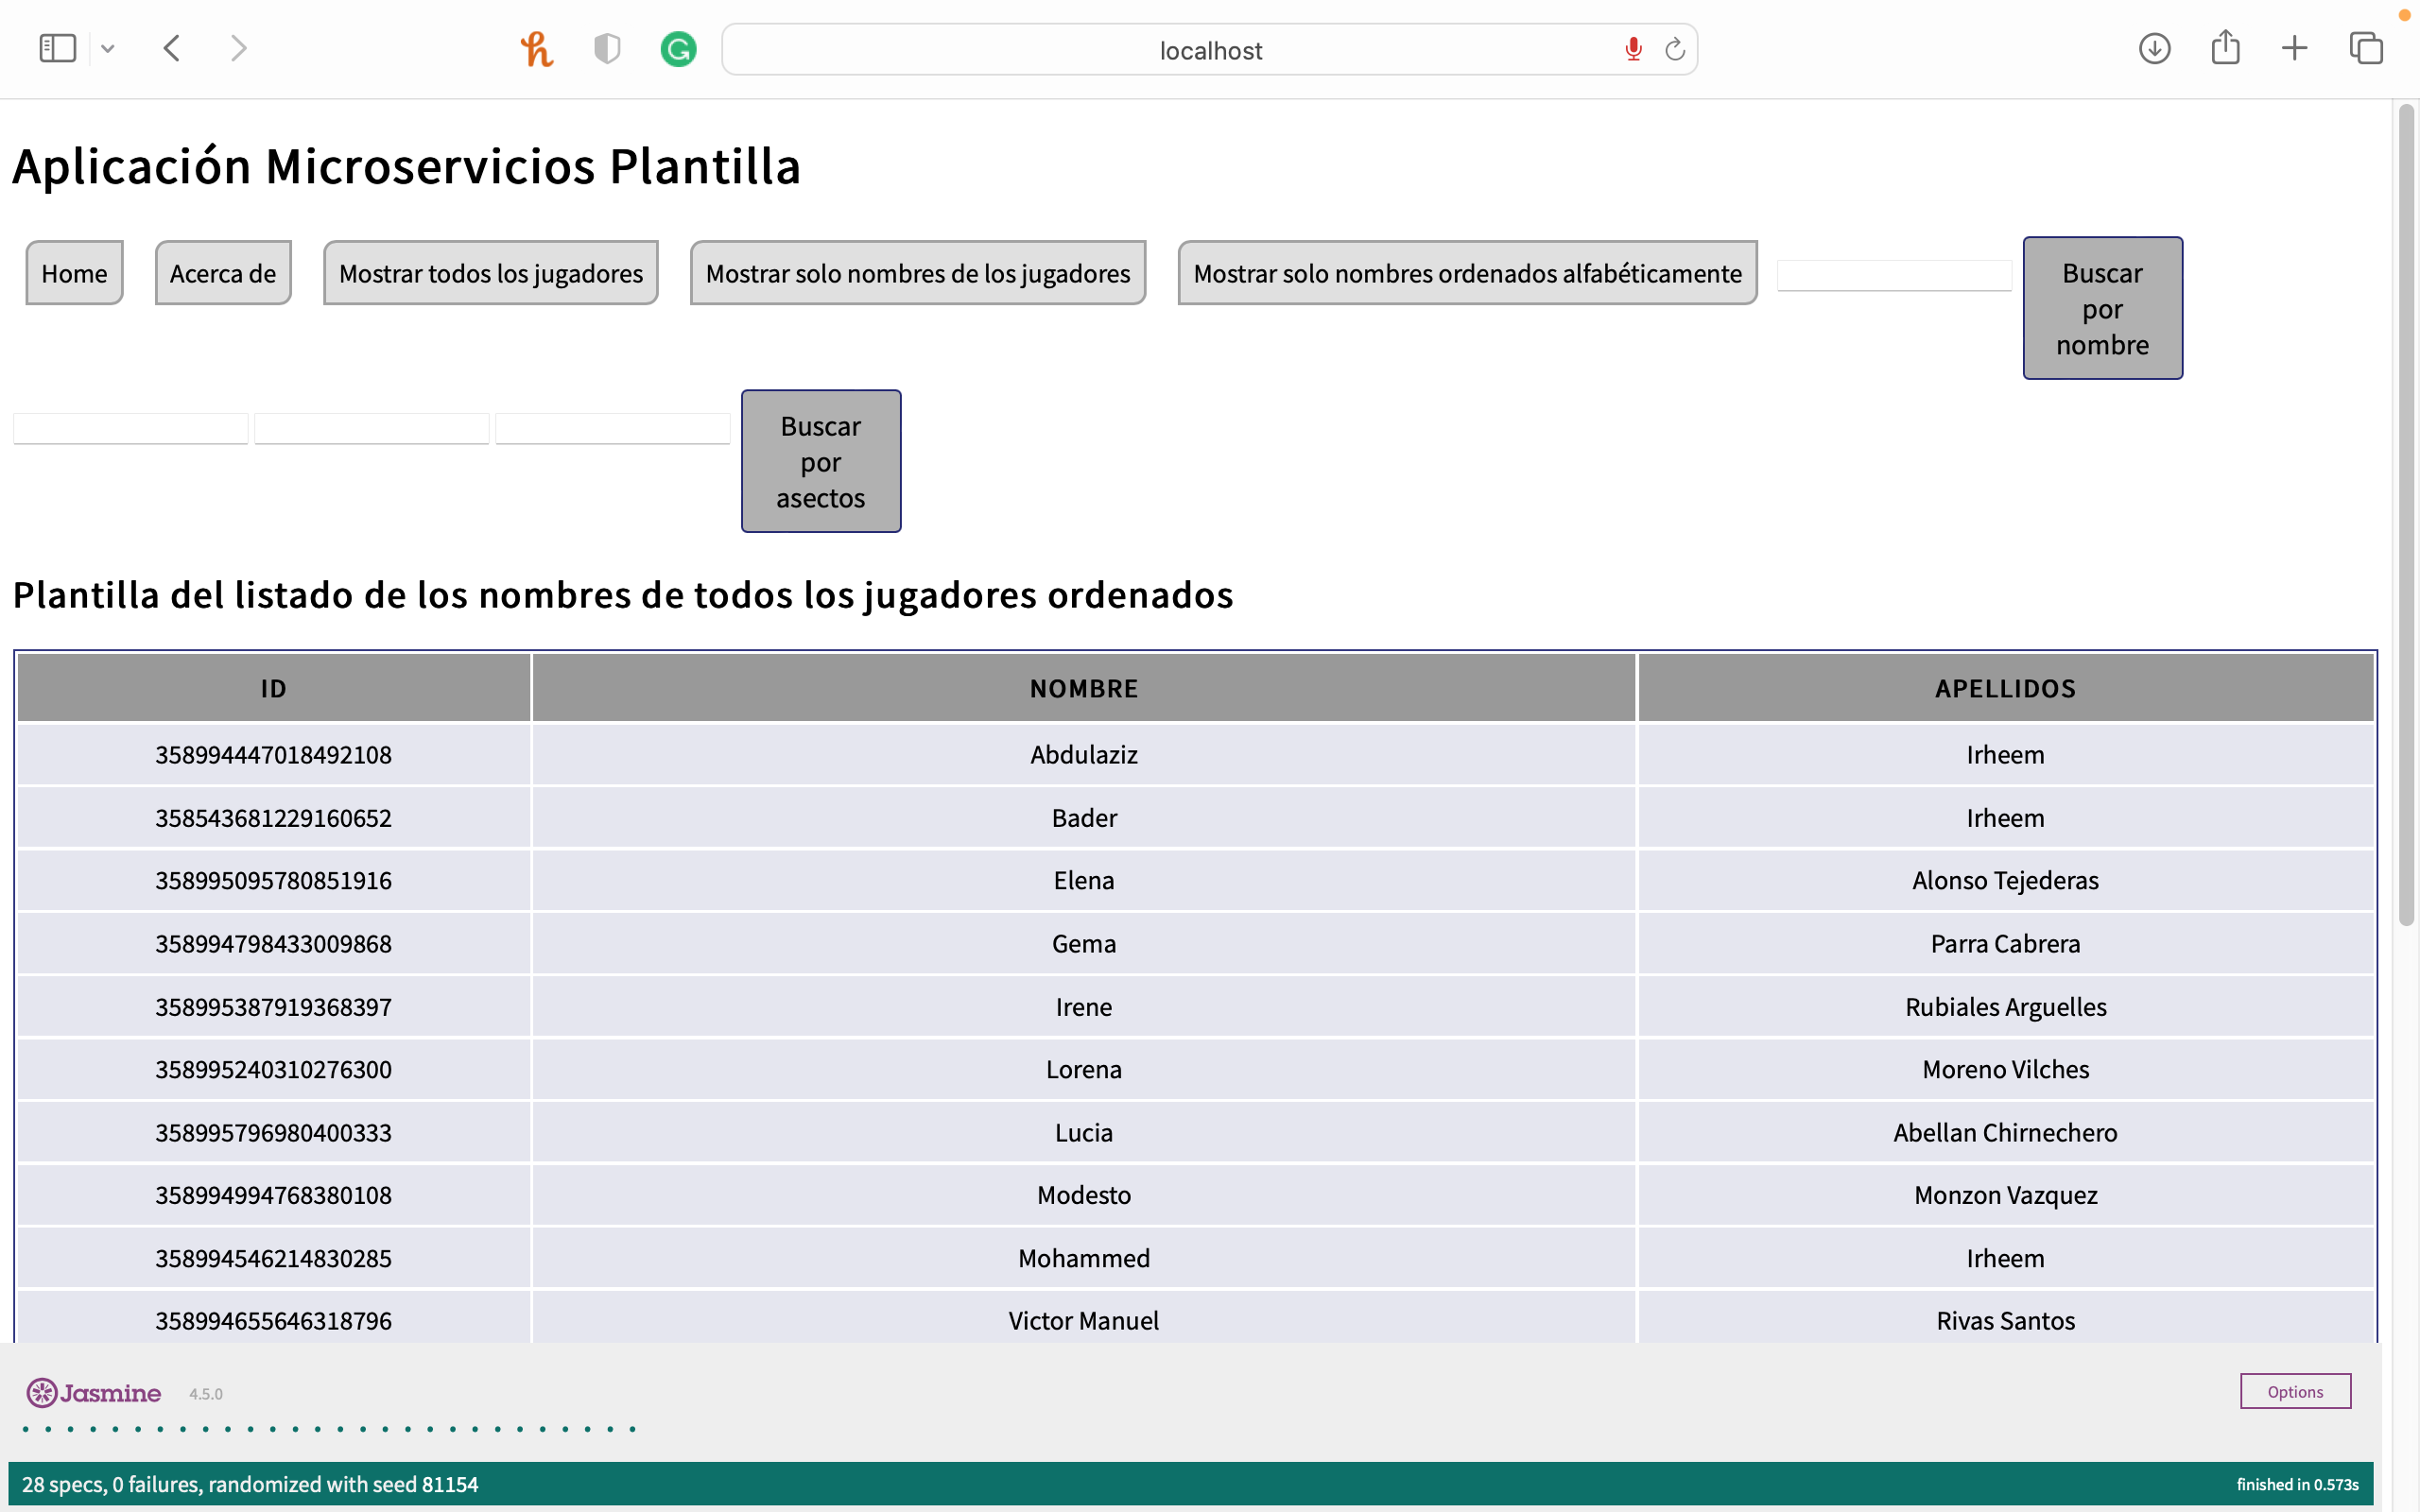 localhost
Aplicación Microservicios Plantilla
Home Acerca de Mostrar todos los jugadores Mostrar solo nombres de los jugadores Mostrar solo nombres ordenados alfabéticamente
Buscar
por
nombre
Buscar
por
asectos
Plantilla del listado de los nombres de todos los jugadores ordenados
ID NOMBRE APELLIDOS
358994447018492108 Abdulaziz Irheem
358543681229160652 Bader Irheem
358995095780851916 Elena Alonso Tejederas
358994798433009868 Gema Parra Cabrera
358995387919368397 Irene Rubiales Arguelles
358995240310276300 Lorena Moreno Vilches
358995796980400333 Lucia Abellan Chirnechero
358994994768380108 Modesto Monzon Vazquez
358994546214830285 Mohammed Irheem
358994655646318796 Victor Manuel Rivas Santos
Jasmine 4.5.0 Options
28 specs, 0 failures, randomized with seed 81154 finished in 0.573s